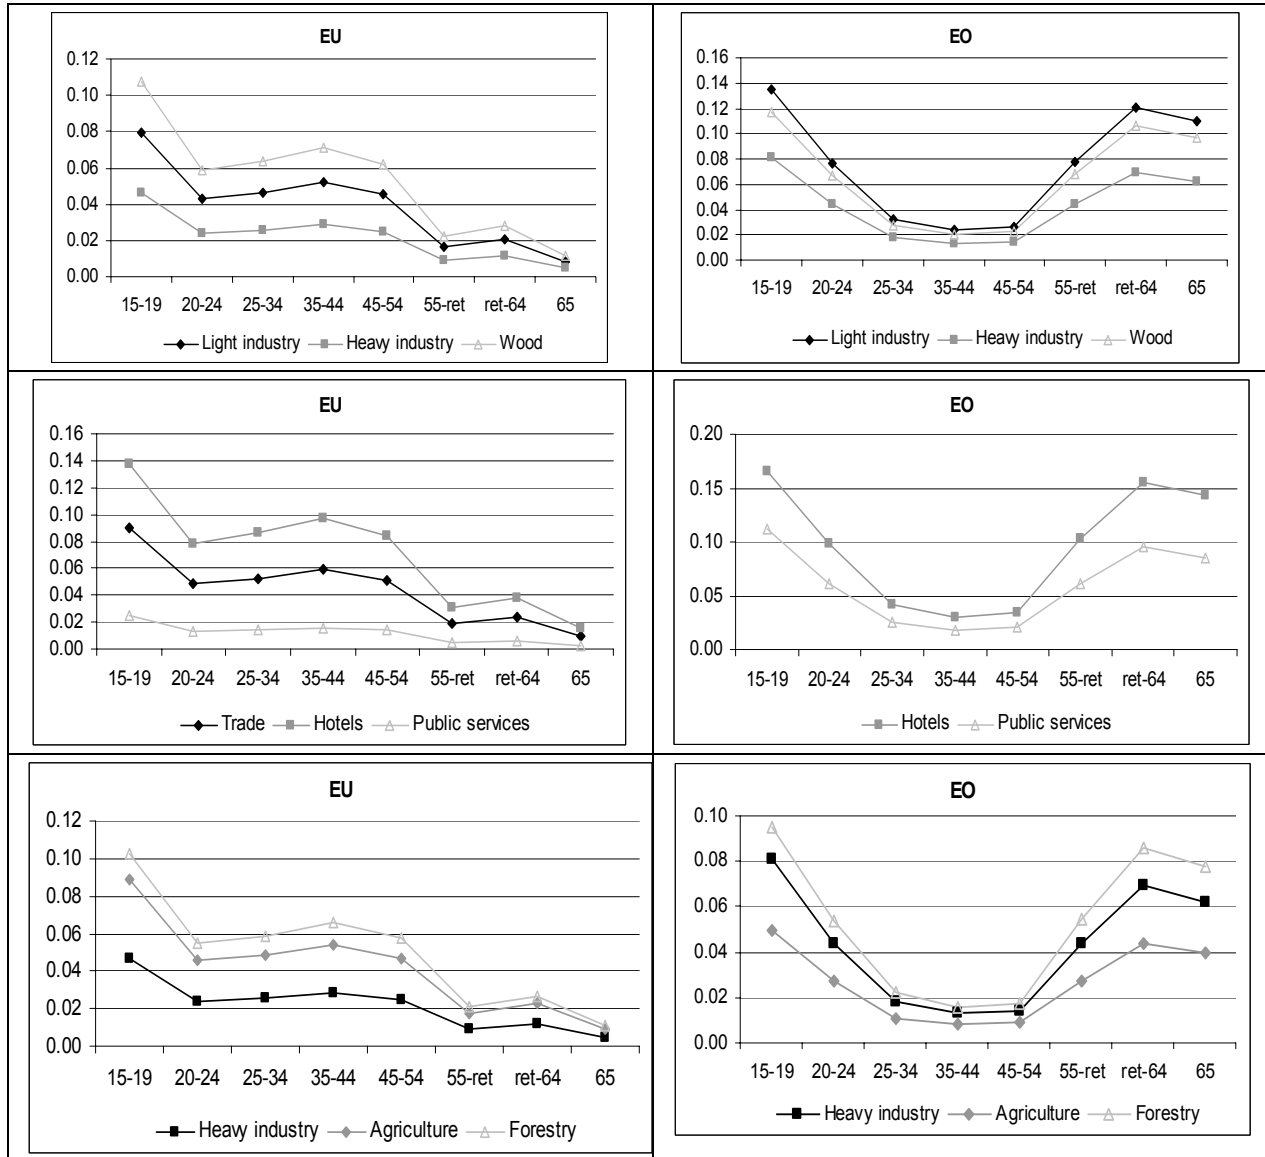 EU
0.12
0.10
0.08
0.06
0.04
0.02
0.00
15-19 20-24 25-34 35-44 45-54 55-ret ret-64 65
Light industry Heavy industry Wood
EO
0.16
0.14
0.12
0.10
0.08
0.06
0.04
0.02
0.00
15-19 20-24 25-34 35-44 45-54 55-ret ret-64 65
Light industry Heavy industry Wood
EU
0.16
0.14
0.12
0.10
0.08
0.06
0.04
0.02
0.00
15-19 20-24 25-34 35-44 45-54 55-ret ret-64 65
Trade Hotels Public services
EO
0.20
0.15
0.10
0.05
0.00
15-19 20-24 25-34 35-44 45-54 55-ret ret-64 65
Hotels Public services
EU
0.12
0.10
0.08
0.06
0.04
0.02
0.00
15-19 20-24 25-34 35-44 45-54 55-ret ret-64 65
Heavy industry Agriculture Forestry
EO
0.10
0.08
0.06
0.04
0.02
0.00
15-19 20-24 25-34 35-44 45-54 55-ret ret-64 65
Heavy industry Agriculture Forestry